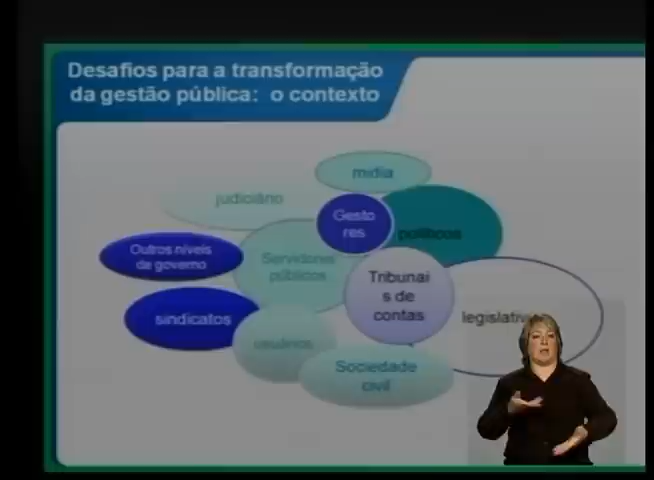 Desafios para a transformação
da gestão pública: o contexto
mídia
judiciário
Gesto
res
políticos
Outros níveis
de governo
Servidores
públicos
Tribunai
s de
contas
sindicatos
legislativo
usuários
Sociedade
civil